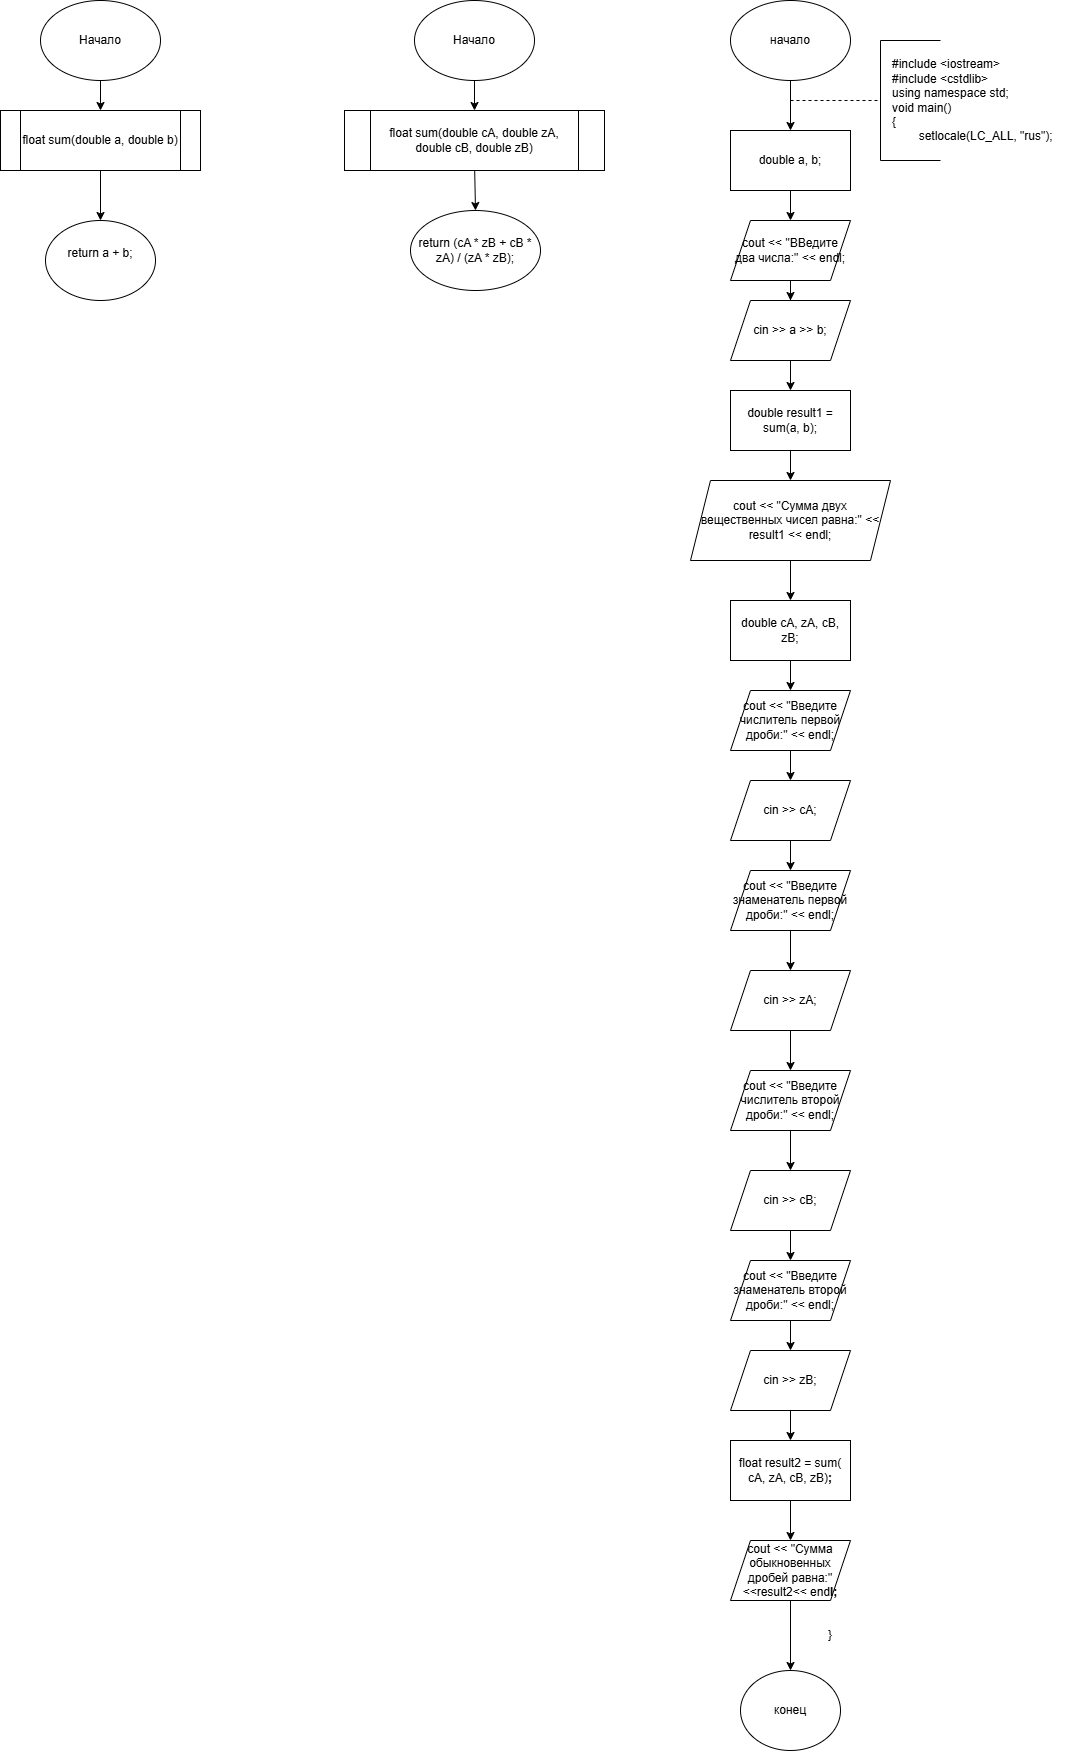 Начало
float sum(double a, double b)
return a + b;
Начало
float sum(double cA, double zA,
double cB, double zB)
return (cA * zB + cB *
zA) / (zA * zB);
начало
#include <iostream>
#include <cstdlib>
using namespace std;
void main()
{
setlocale(LC_ALL, "rus");
double a, b;
cout << "ВВедите
два числа:" << endl;
cin >> a >> b;
double result1 =
sum(a, b);
cout << "Сумма двух
вещественных чисел равна:" <<
result1 << endl;
double cA, zA, cB,
zB;
cout << "Введите
числитель первой
дроби:" << endl;
cin >> cA;
cout << "Введите
знаменатель первой
дроби:" << endl;
cin >> zA;
cout << "Введите
числитель второй
дроби:" << endl;
cin >> cB;
cout << "Введите
знаменатель второй
дроби:" << endl;
cin >> zB;
float result2 = sum(
cA, zA, cB, zB);
cout << "Сумма
обыкновенных
дробей равна:"
<<result2<< endl;
}
конец